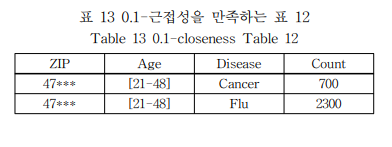 표 13 0.1-근접성을 만족하는 표 12
Table 13 0.1-closeness Table 12
ZIP Age Disease Count
47*** [21-48] Cancer 700
47*** [21-48] Flu 2300